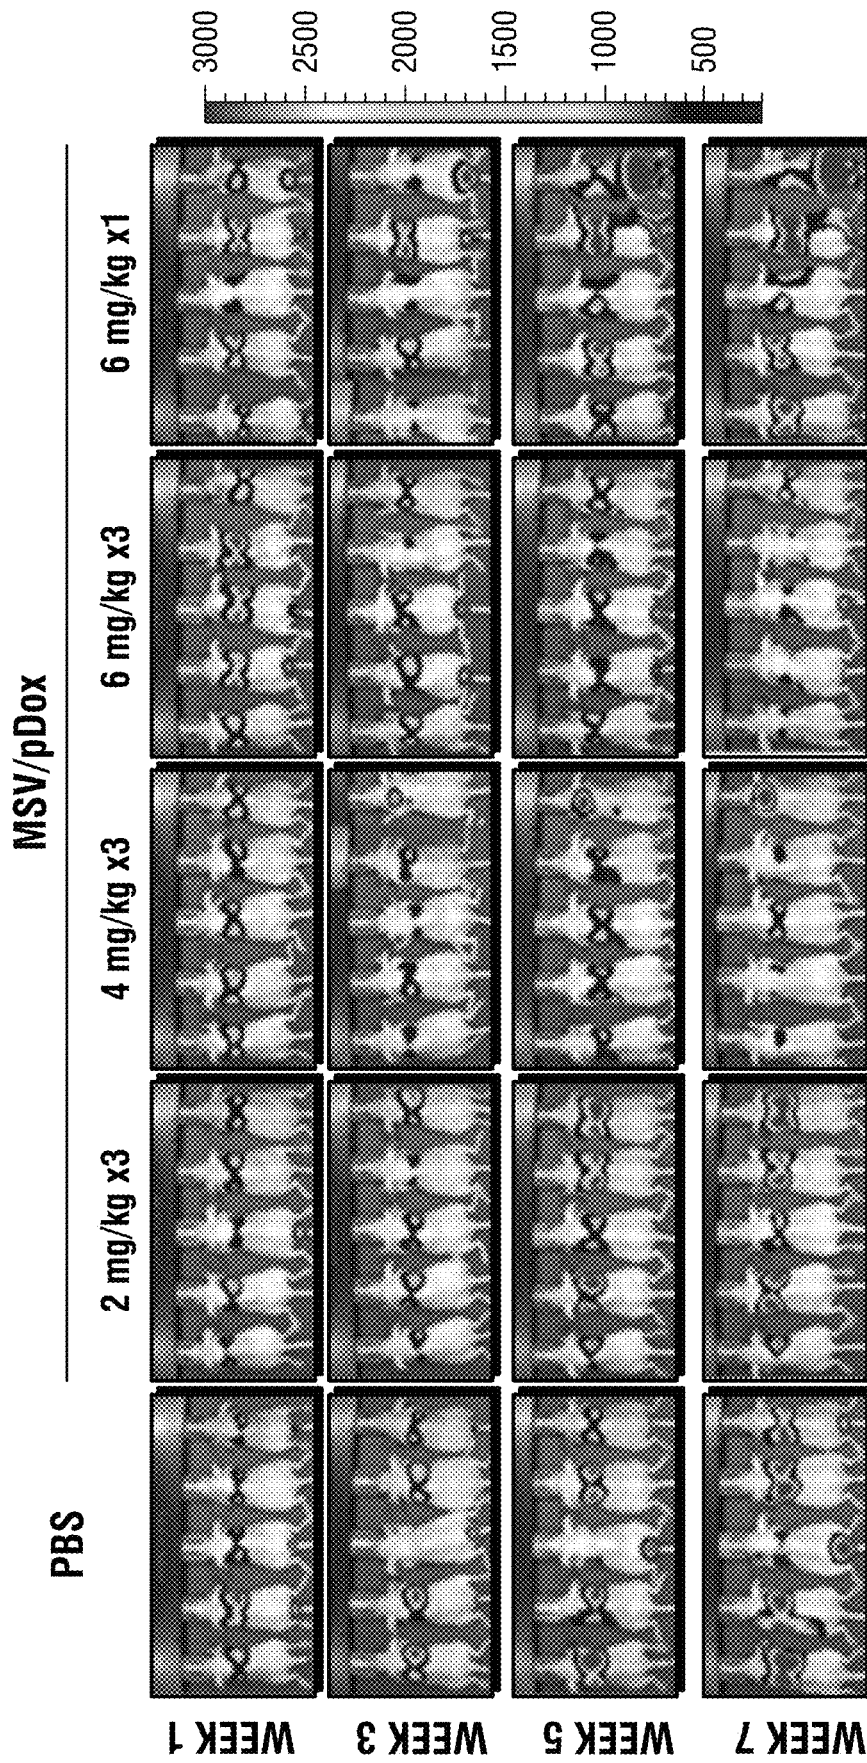 MSV/pDox
PBS
2 mg/kg x3
4 mg/kg x3
6 mg/kg x3
6 mg/kg x1
WEEK 1
WEEK 3
WEEK 5
WEEK 7
3000
2500
2000
1500
1000
500